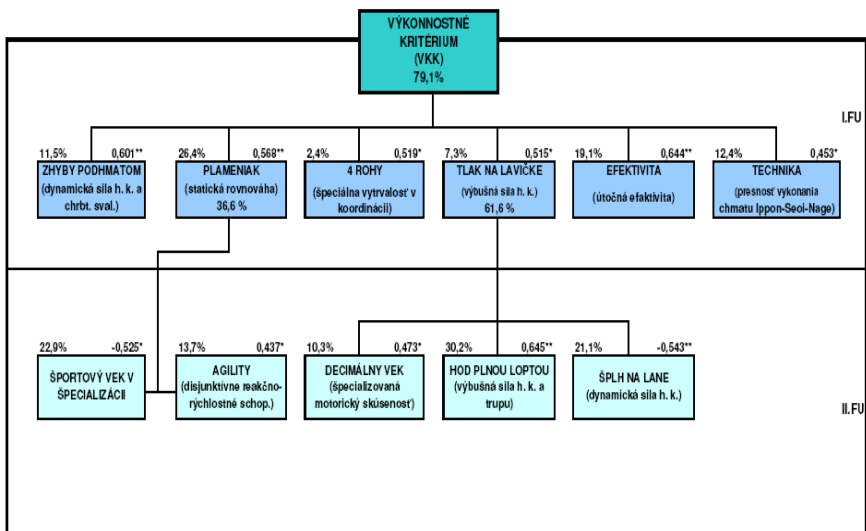 VÝKONNOSTNÉ
KRITÉRIUM
(VKK)
79,1%
I.FU
11,5% 0,601**
ZHYBY PODHMATOM
(dynamická sila h. k. a
chrbt. sval.)
26,4% 0,568**
PLAMENIAK
(statická rovnováha)
36,6 %
2,4% 0,519*
4 ROHY
(špeciálna vytrvalosť v
koordinácii)
7,3% 0,515*
TLAK NA LAVIČKE
(výbušná sila h. k.)
61,6 %
19,1% 0,644**
EFEKTIVITA
(útočná efaktivita)
12,4% 0,453*
TECHNIKA
(presnosť vykonania
chmatu Ippon-Seoi-Nage)
22,9% -0,525*
ŠPORTOVÝ VEK V
ŠPECIALIZÁCII
13,7% 0,437*
AGILITY
(disjunktívne reakčno-
rýchlostné schop.)
10,3% 0,473*
DECIMÁLNY VEK
(špecializovaná
motorický skúsenosť)
30,2% 0,645**
HOD PLNOU LOPTOU
(výbušná sila h. k. a
trupu)
21,1% -0,543**
ŠPLH NA LANE
(dynamická sila h. k.)
II.FU